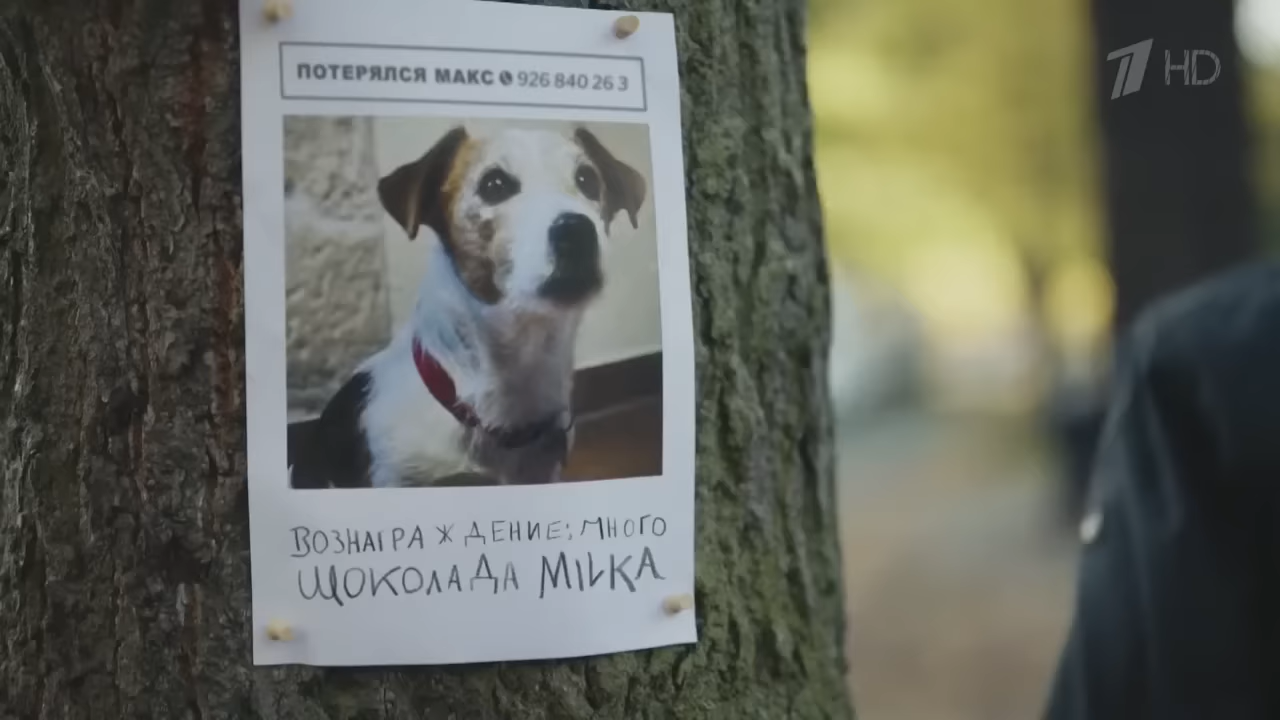 ПОТЕРЯЛСЯ МАКС 926 840 26 3
ВОЗНАГРАЖДЕНИЕ: МНОГО
ШОКОЛАДА MILKA
1 HD